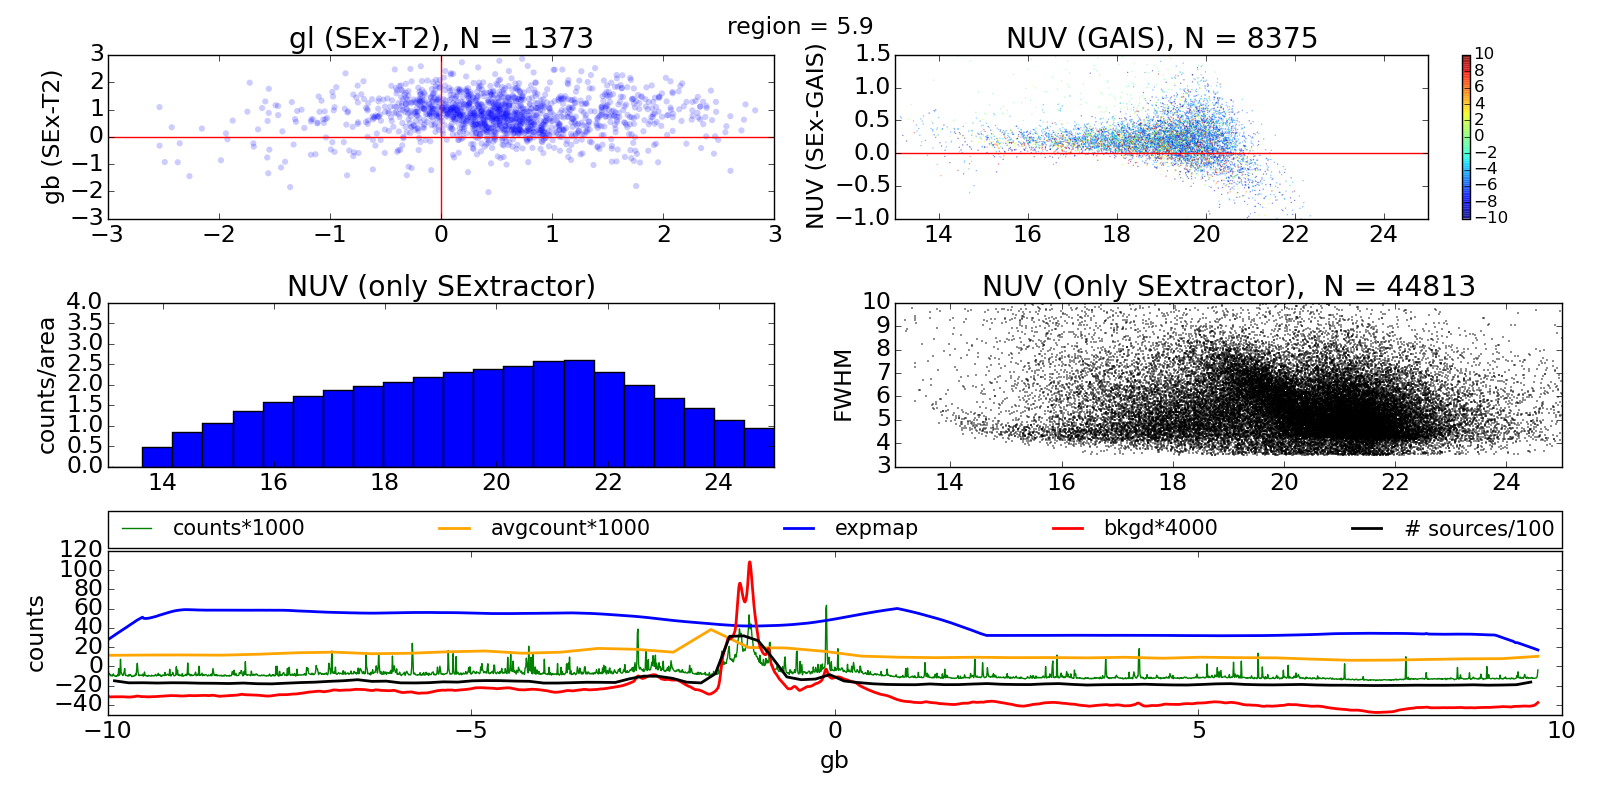 region = 5.9
gl (SEx-T2), N = 1373
gb (SEx-T2)
3
2
1
0
−1
−2
−3
−3 −2 −1 0 1 2 3
NUV (GAIS), N = 8375
NUV (SEx-GAIS)
1.5
1.0
0.5
0.0
−0.5
−1.0
14 16 18 20 22 24
10
8
6
4
2
0
−2
−4
−6
−8
−10
NUV (only SExtractor)
counts/area
4.0
3.5
3.0
2.5
2.0
1.5
1.0
0.5
0.0
14 16 18 20 22 24
NUV (Only SExtractor), N = 44813
FWHM
10
9
8
7
6
5
4
3
14 16 18 20 22 24
counts*1000 avgcount*1000 expmap bkgd*4000 # sources/100
counts
120
100
80
60
40
20
0
−20
−40
−10 −5 0 5 10
gb